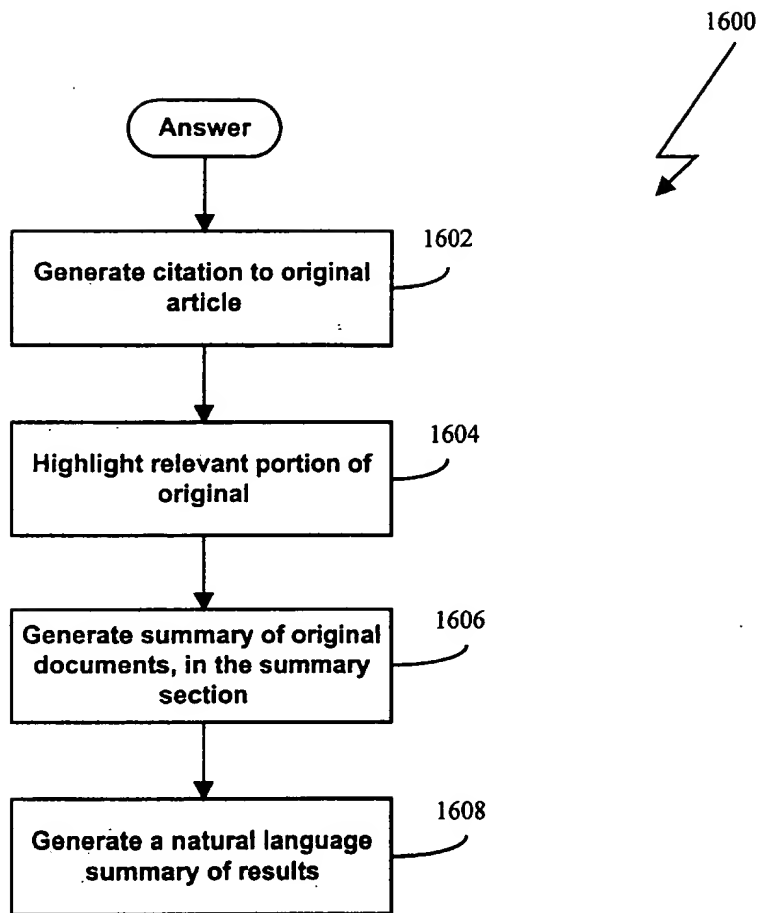 1600
Answer
1602
Generate citation to original
article
1604
Highlight relevant portion of
original
1606
Generate summary of original
documents, in the summary
section
1608
Generate a natural language
summary of results